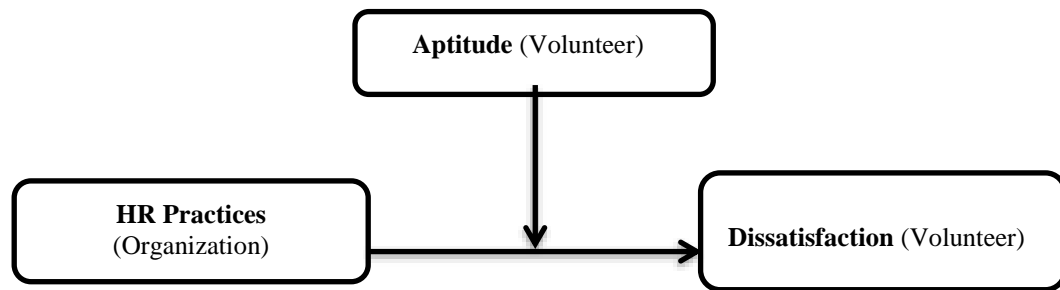 Aptitude (Volunteer)
HR Practices
(Organization)
Dissatisfaction (Volunteer)